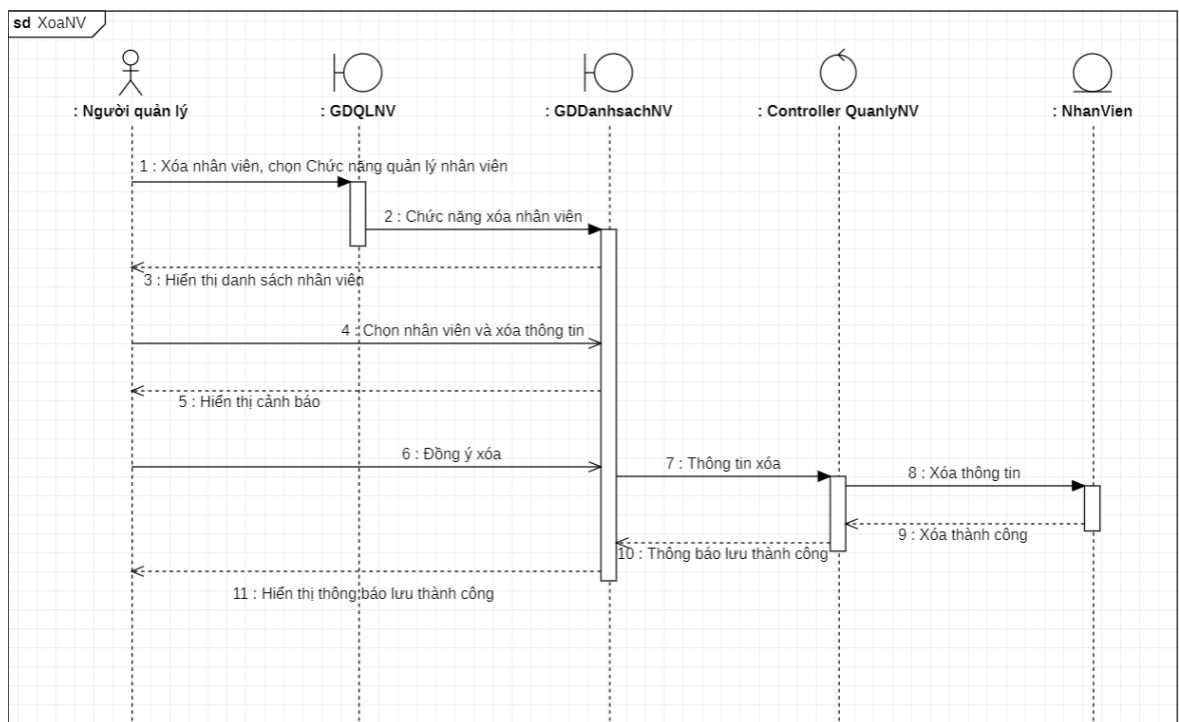 sd XoaNV
: Người quản lý
: GDQLNV
: GDDanhsachNV
: Controller QuanlyNV
: NhanVien
1 : Xóa nhân viên, chọn Chức năng quản lý nhân viên
2 : Chức năng xóa nhân viên
3 : Hiển thị danh sách nhân viên
4 : Chọn nhân viên và xóa thông tin
5 : Hiển thị cảnh báo
6 : Đồng ý xóa
7 : Thông tin xóa
8 : Xóa thông tin
9 : Xóa thành công
10 : Thông báo lưu thành công
11 : Hiển thị thông báo lưu thành công